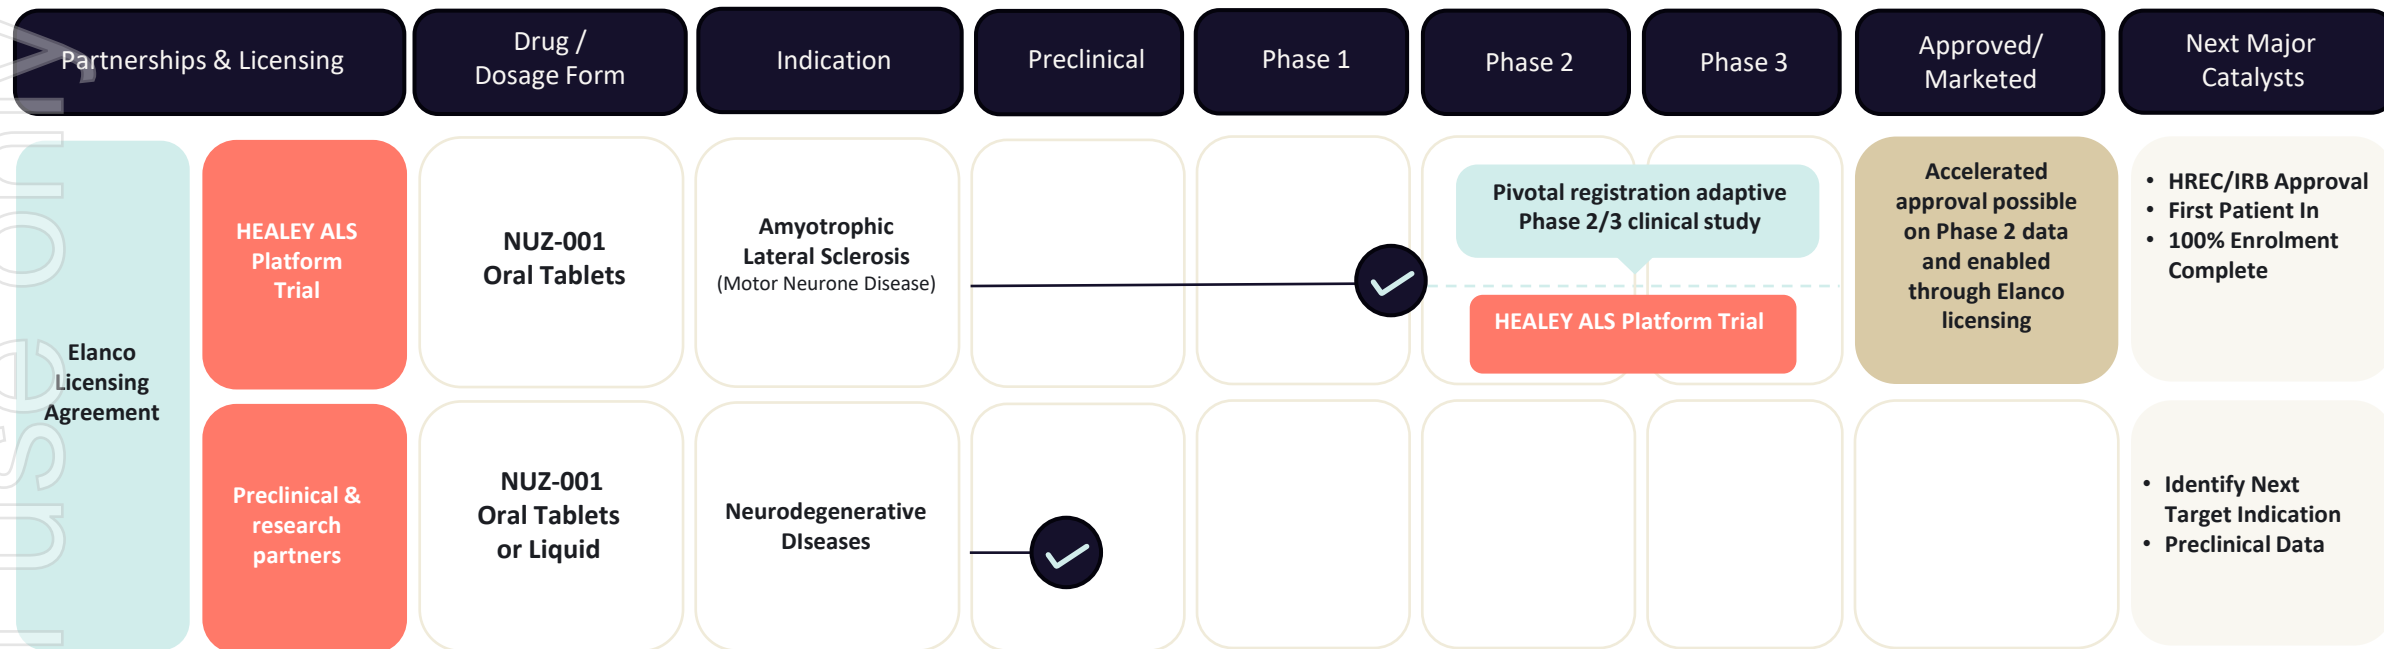 Partnerships & Licensing
Drug /
Dosage Form
Indication
Preclinical
Phase 1
Phase 2
Phase 3
Approved/
Marketed
Next Major
Catalysts
Elanco
Licensing
Agreement
HEALEY ALS
Platform
Trial
NUZ-001
Oral Tablets
Amyotrophic
Lateral Sclerosis
(Motor Neurone Disease)
Pivotal registration adaptive
Phase 2/3 clinical study
HEALEY ALS Platform Trial
Accelerated
approval possible
on Phase 2 data
and enabled
through Elanco
licensing
• HREC/IRB Approval
• First Patient In
• 100% Enrolment
Complete
Preclinical &
research
partners
NUZ-001
Oral Tablets
or Liquid
Neurodegenerative
DIseases
• Identify Next
Target Indication
• Preclinical Data
l use only